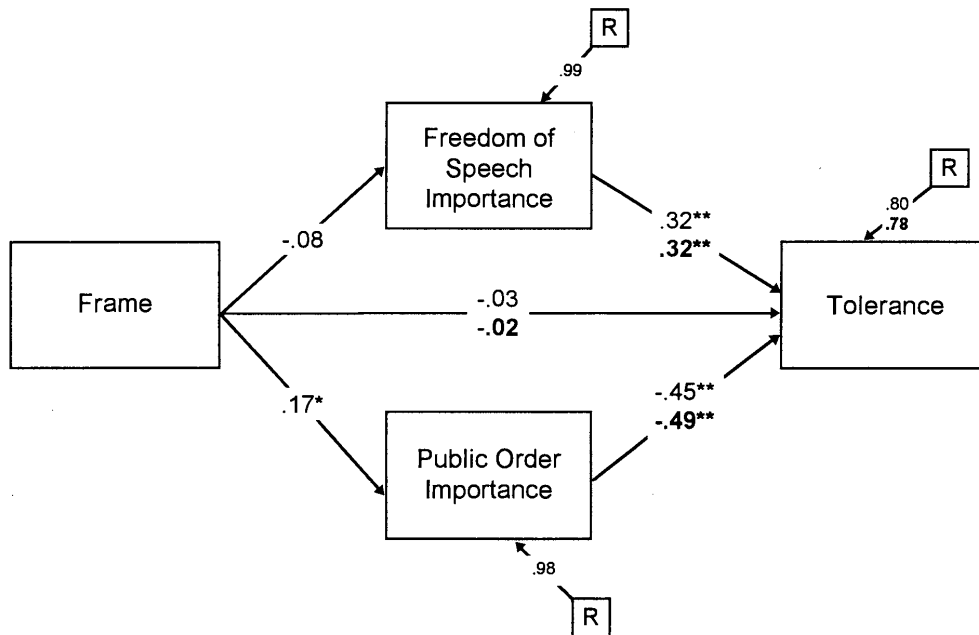 R
.99
Freedom of
Speech
Importance
R
.80
.78
.32**
.32**
-.08
Frame
-.03
-.02
Tolerance
.17*
-.45**
-.49**
Public Order
Importance
.98
R